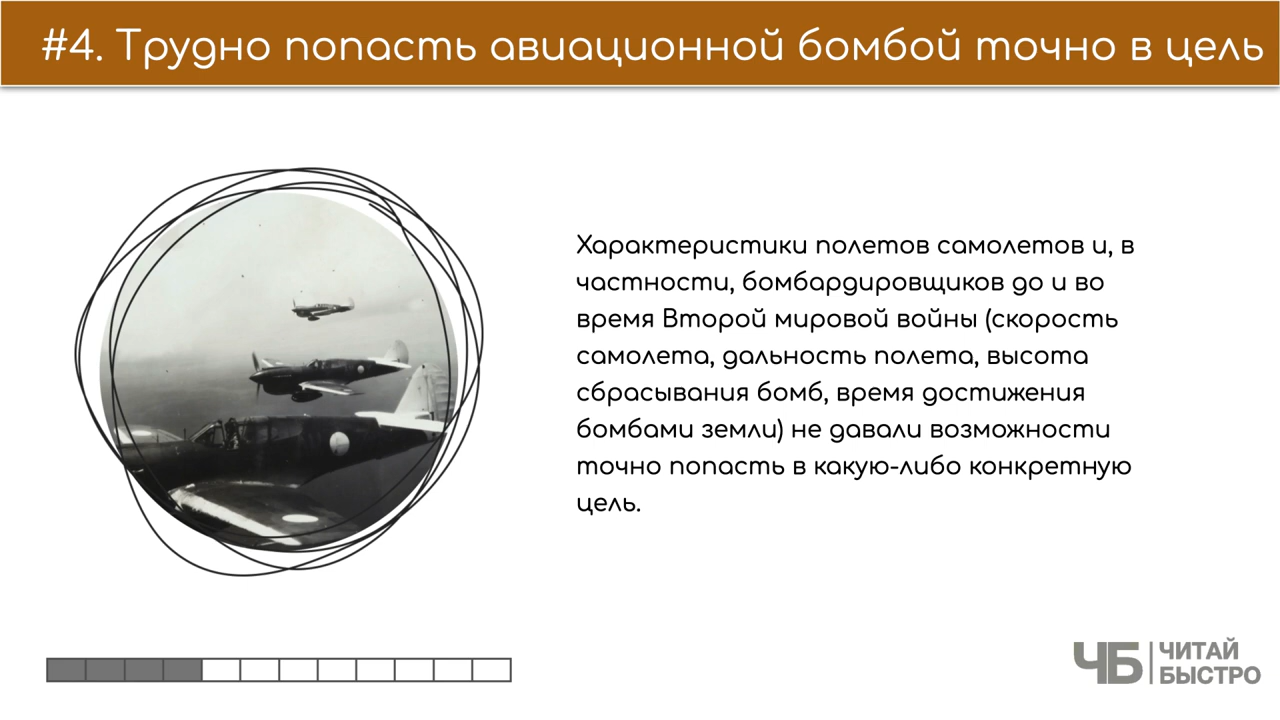 #4. Трудно попасть авиационной бомбой точно в цель
Характеристики полетов самолетов и, в
частности, бомбардировщиков до и во
время Второй мировой войны (скорость
самолета, дальность полета, высота
сбрасывания бомб, время достижения
бомбами земли) не давали возможности
точно попасть в какую-либо конкретную
цель.
ЧБ ЧИТАЙ
БЫСТРО